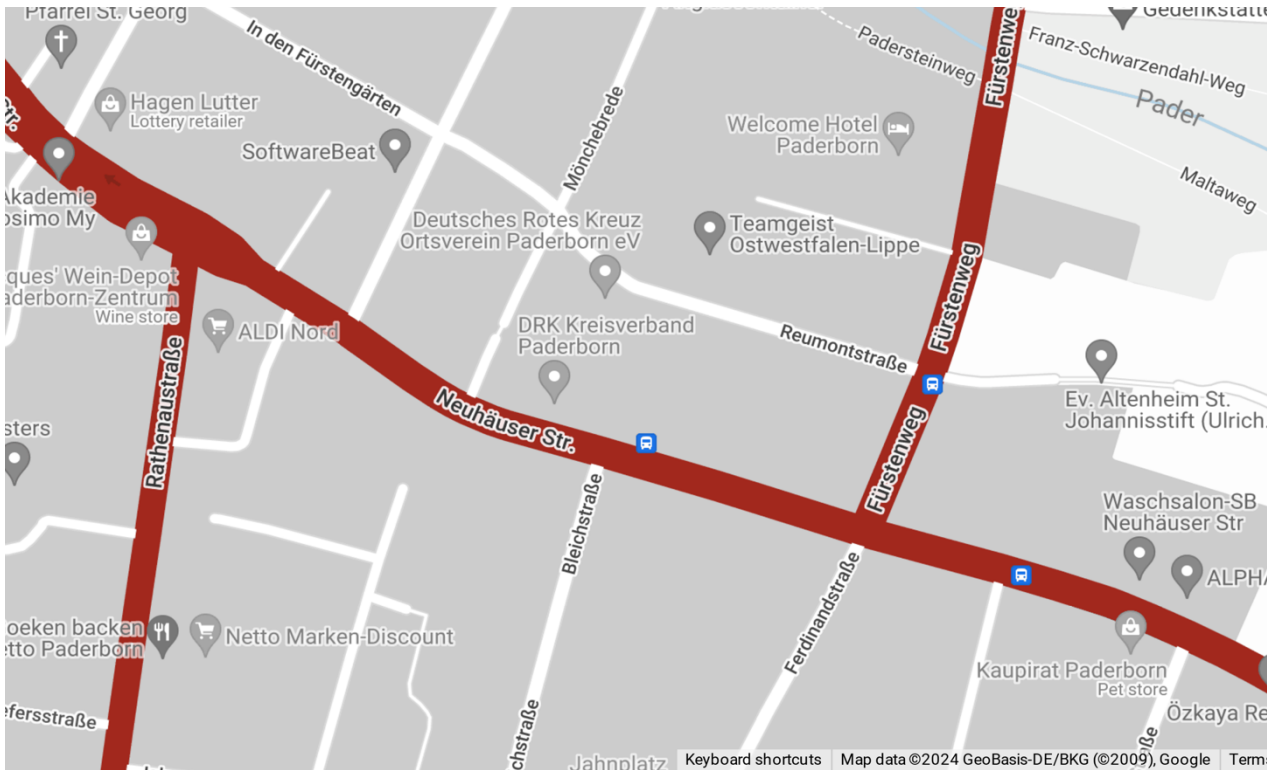 Pfarrei St. Georg
Gedenkstätte
In den Fürstengärten
Padersteinweg
Franz-Schwarzendahl-Weg
Fürstenweg
Pader
Hagen Lutter
Lottery retailer
Str.
Mönchebrede
Welcome Hotel
Paderborn
SoftwareBeat
Maltaweg
Akademie
osimo My
Deutsches Rotes Kreuz
Ortsverein Paderborn eV
Teamgeist
Ostwestfalen-Lippe
ques' Wein-Depot
aderborn-Zentrum
Wine store
Fürstenweg
ALDI Nord
DRK Kreisverband
Paderborn
Reumontstraße
Rathenaustraße
Neuhäuser Str.
Ev. Altenheim St.
Johannisstift (Ulrich.
sters
Fürstenweg
Waschsalon-SB
Neuhäuser Str
Bleichstraße
ALPHA
Ferdinandstraße
oeken backen
etto Paderborn
Netto Marken-Discount
Kaupirat Paderborn
Pet store
efersstraße
chstraße
Özkaya Re
aße
Jahnplatz
Keyboard shortcuts
Map data ©2024 GeoBasis-DE/BKG (©2009), Google
Terms